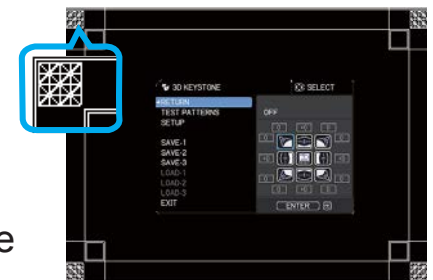 3D KEYSTONE
SELECT
RETURN
TEST PATTERNS
OFF
SETUP
SAVE-1
SAVE-2
SAVE-3
LOAD-1
LOAD-2
LOAD-3
EXIT
ENTER
e